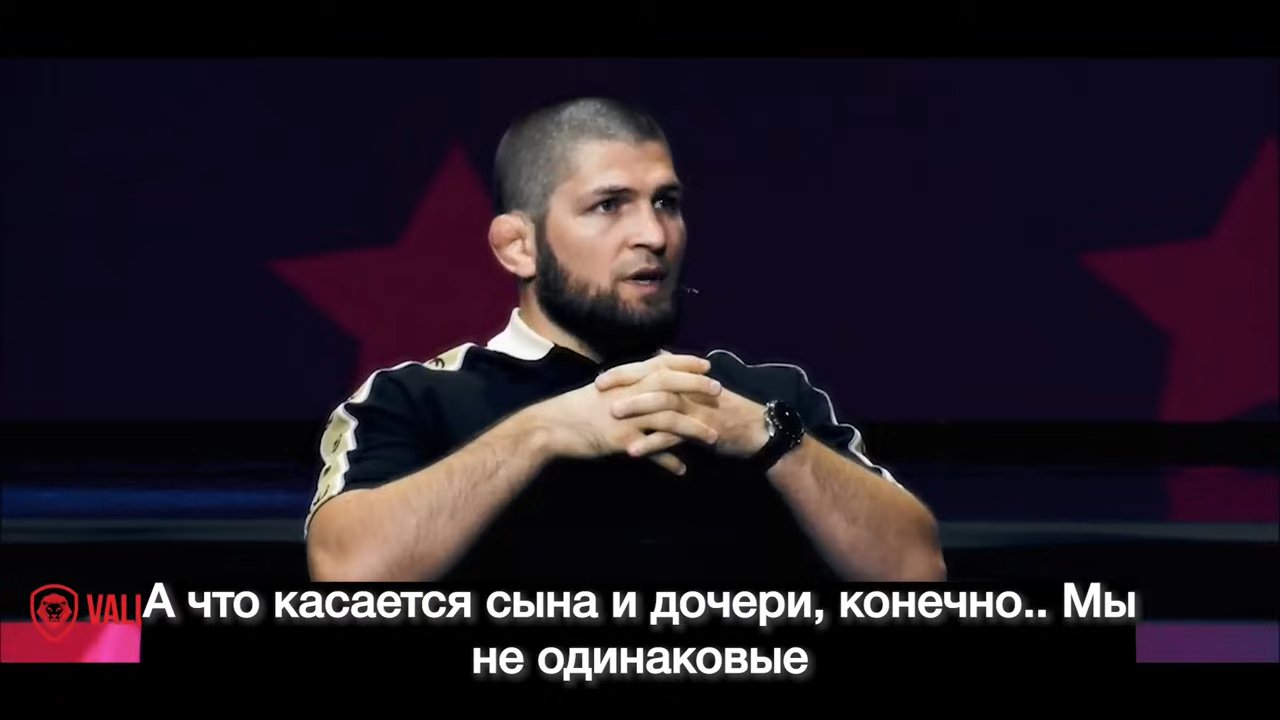 VALI
А что касается сына и дочери, конечно.. Мы
не одинаковые